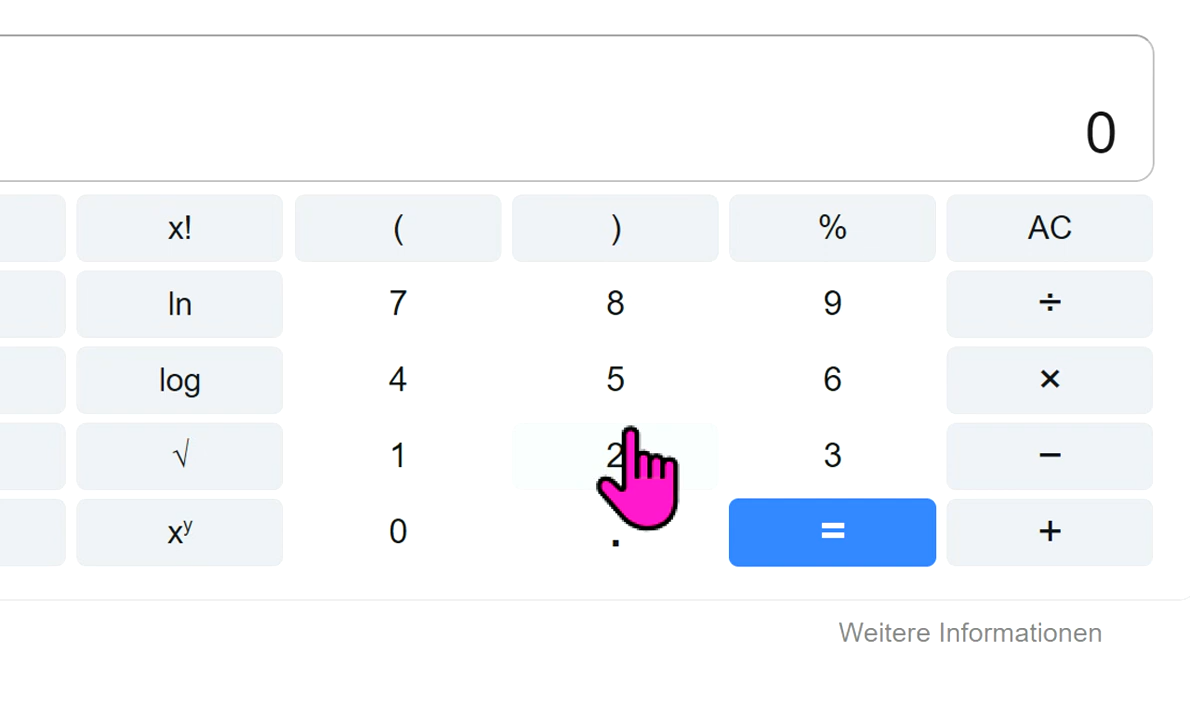 0
x! ( ) % AC
ln 7 8 9 ÷
log 4 5 6 ×
√ 1 2 3 −
xʸ 0 . = +
Weitere Informationen